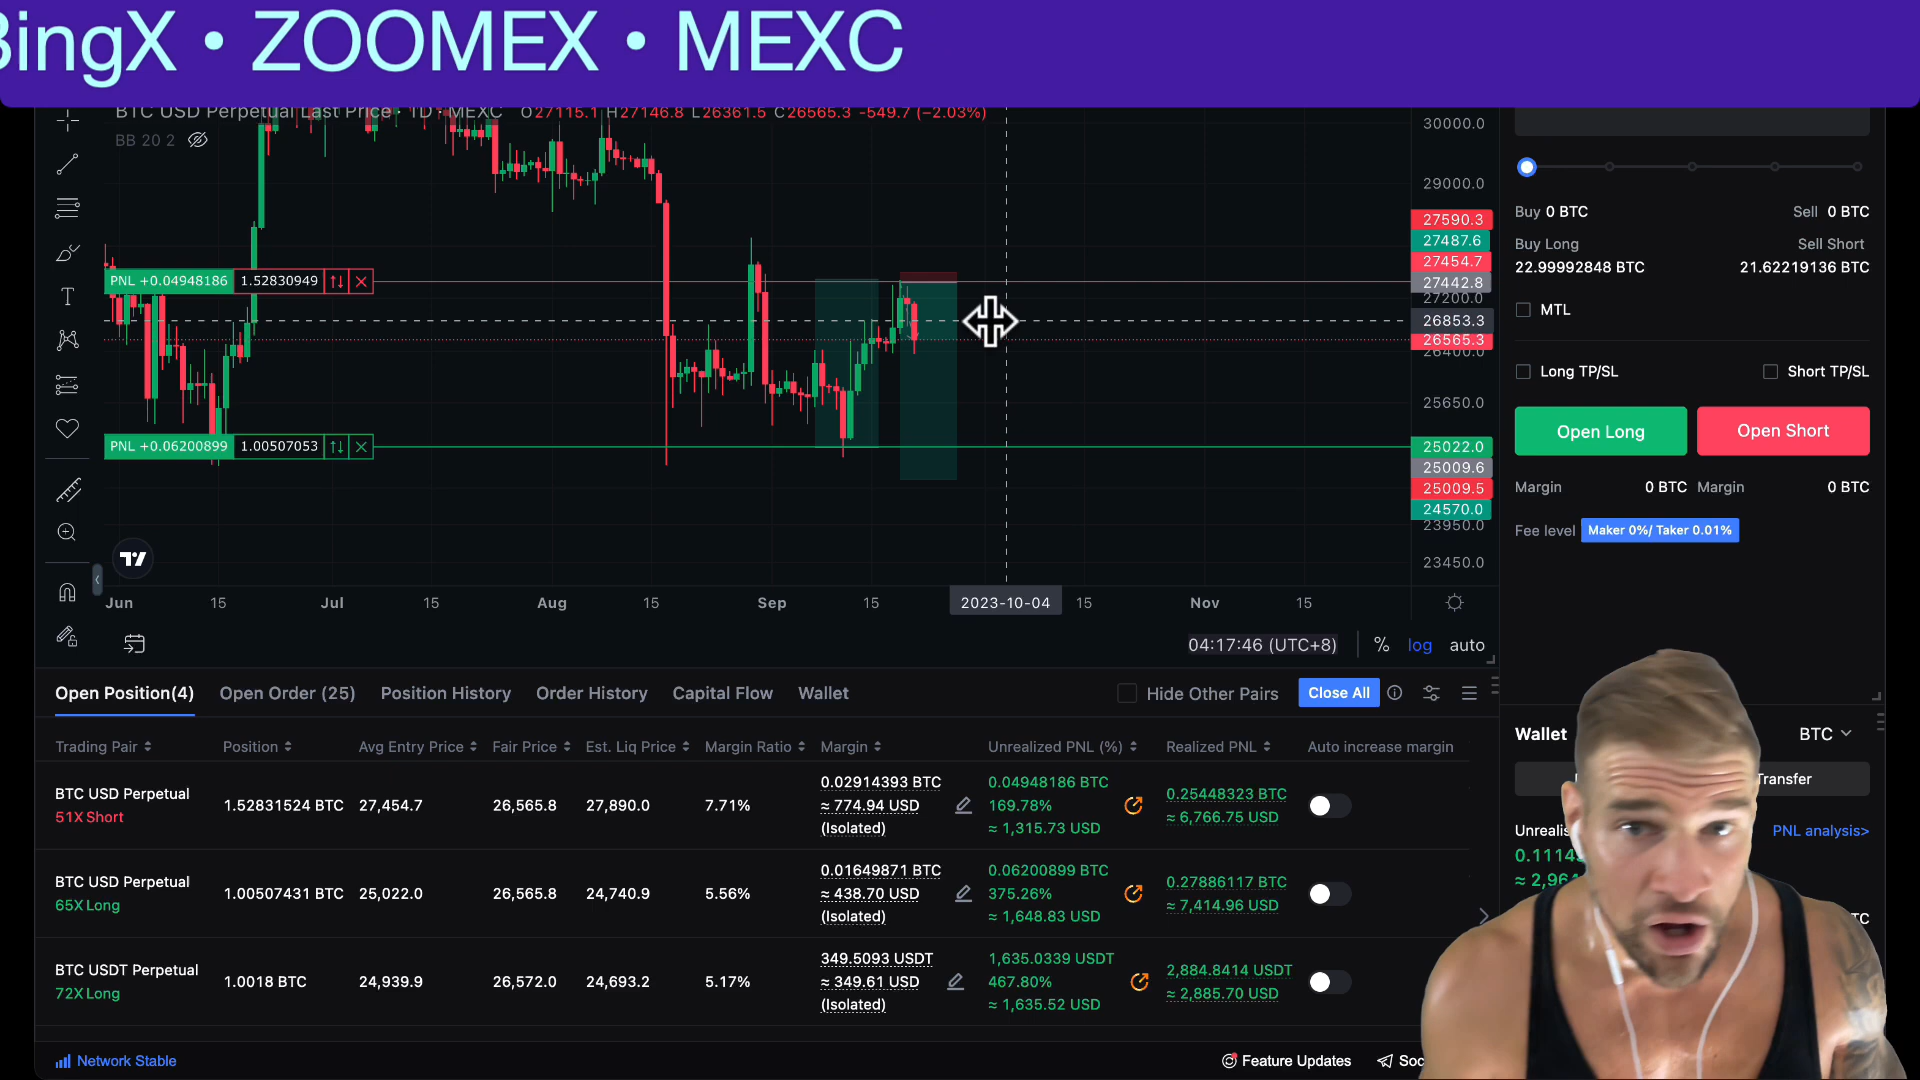 BingX • ZOOMEX • MEXC
BTC USD Perpetual Last Price · 1D · MEXC O27115.1 H27146.8 L26361.5 C26565.3 -549.7 (-2.03%)
BB 20 2
PNL +0.04948186 1.52830949
PNL +0.06200899 1.00507053
30000.0
29000.0
27590.3
27487.6
27454.7
27442.8
27200.0
26853.3
26565.3
26400.0
25650.0
25022.0
25009.6
25009.5
24570.0
23950.0
23450.0
Jun 15 Jul 15 Aug 15 Sep 15 2023-10-04 15 Nov 15
04:17:46 (UTC+8) % log auto
Buy 0 BTC Sell 0 BTC
Buy Long Sell Short
22.99992848 BTC 21.62219136 BTC
MTL
Long TP/SL Short TP/SL
Open Long Open Short
Margin 0 BTC Margin 0 BTC
Fee level Maker 0%/ Taker 0.01%
Open Position(4) Open Order (25) Position History Order History Capital Flow Wallet Hide Other Pairs Close All
Trading Pair Position Avg Entry Price Fair Price Est. Liq Price Margin Ratio Margin Unrealized PNL (%) Realized PNL Auto increase margin
BTC USD Perpetual
51X Short
1.52831524 BTC 27,454.7 26,565.8 27,890.0 7.71%
0.02914393 BTC
≈ 774.94 USD
(Isolated)
0.04948186 BTC
169.78%
≈ 1,315.73 USD
0.25448323 BTC
≈ 6,766.75 USD
BTC USD Perpetual
65X Long
1.00507431 BTC 25,022.0 26,565.8 24,740.9 5.56%
0.01649871 BTC
≈ 438.70 USD
(Isolated)
0.06200899 BTC
375.26%
≈ 1,648.83 USD
0.27886117 BTC
≈ 7,414.96 USD
BTC USDT Perpetual
72X Long
1.0018 BTC 24,939.9 26,572.0 24,693.2 5.17%
349.5093 USDT
≈ 349.61 USD
(Isolated)
1,635.0339 USDT
467.80%
≈ 1,635.52 USD
2,884.8414 USDT
≈ 2,885.70 USD
Wallet BTC
Transfer
PNL analysis>
Network Stable Feature Updates